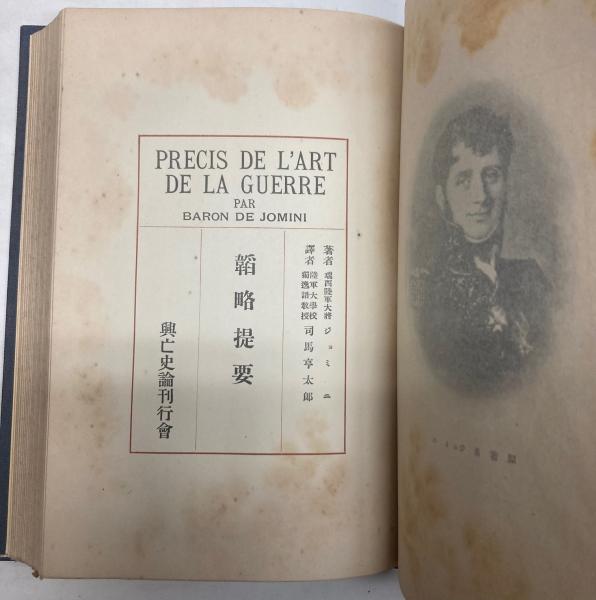 PRECIS DE L'ART
DE LA GUERRE
PAR
BARON DE JOMINI
著者 瑞西陸軍大將 ジョミニ
譯者 陸軍大學校獨逸語敎授 司馬亨太郞
韜略提要
興亡史論刊行會